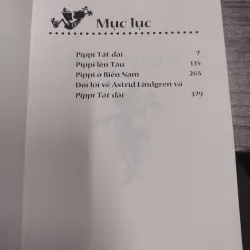 Mục lục
Pippi Tất dài 7
Pippi lên Tàu 135
Pippi ở Biển Nam 265
Đôi lời về Astrid Lindgren và
Pippi Tất dài 379